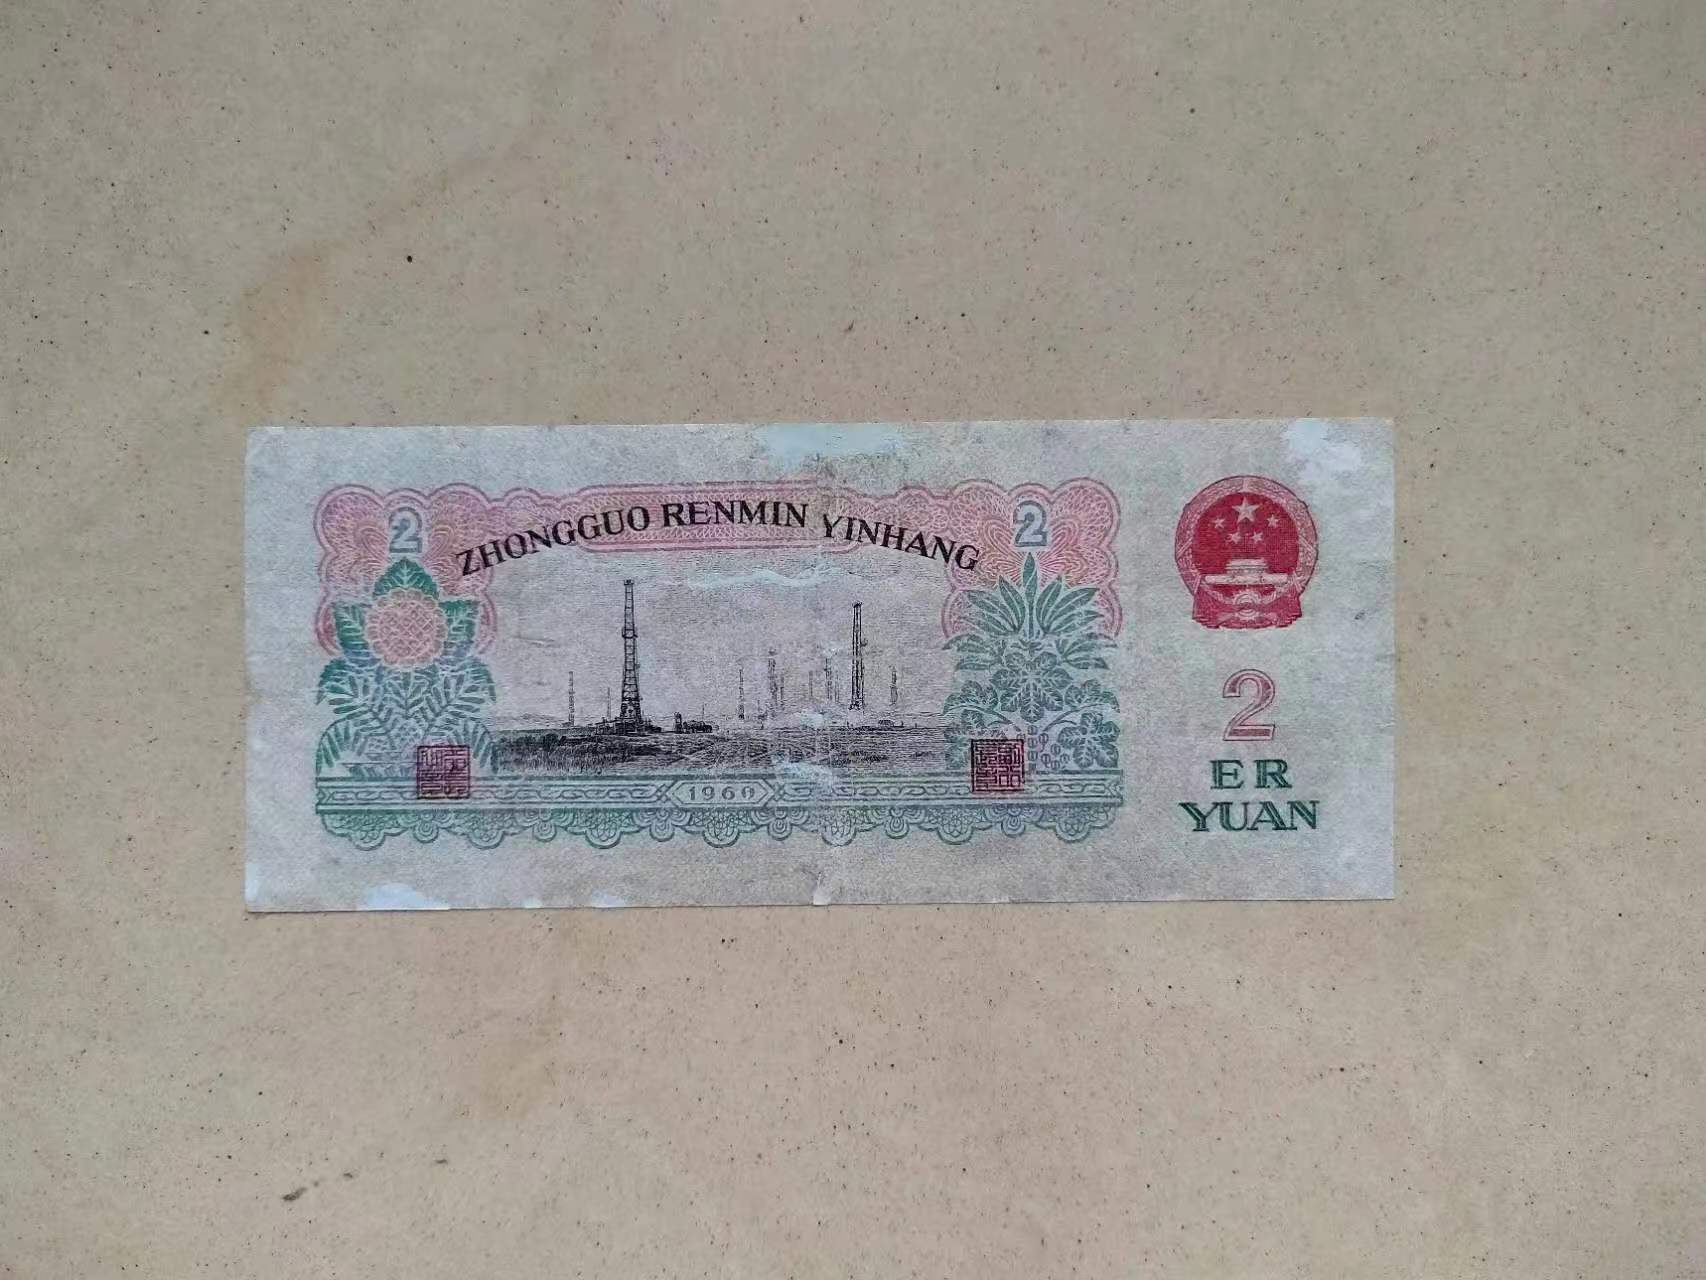 2
2
ZHONGGUO RENMIN YINHANG
1960
2
ER
YUAN